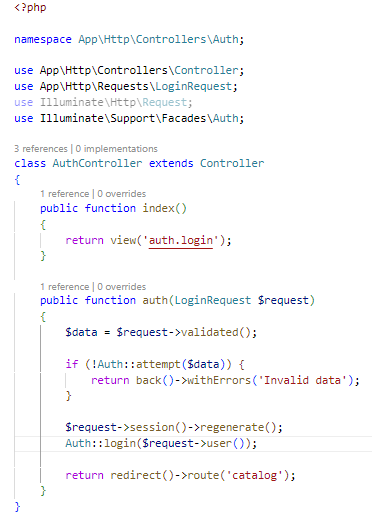 <?php
namespace App\Http\Controllers\Auth;
use App\Http\Controllers\Controller;
use App\Http\Requests\LoginRequest;
use Illuminate\Http\Request;
use Illuminate\Support\Facades\Auth;
3 references | 0 implementations
class AuthController extends Controller
{
1 reference | 0 overrides
public function index()
{
return view('auth.login');
}
1 reference | 0 overrides
public function auth(LoginRequest $request)
{
$data = $request->validated();
if (!Auth::attempt($data)) {
return back()->withErrors('Invalid data');
}
$request->session()->regenerate();
Auth::login($request->user());
return redirect()->route('catalog');
}
}